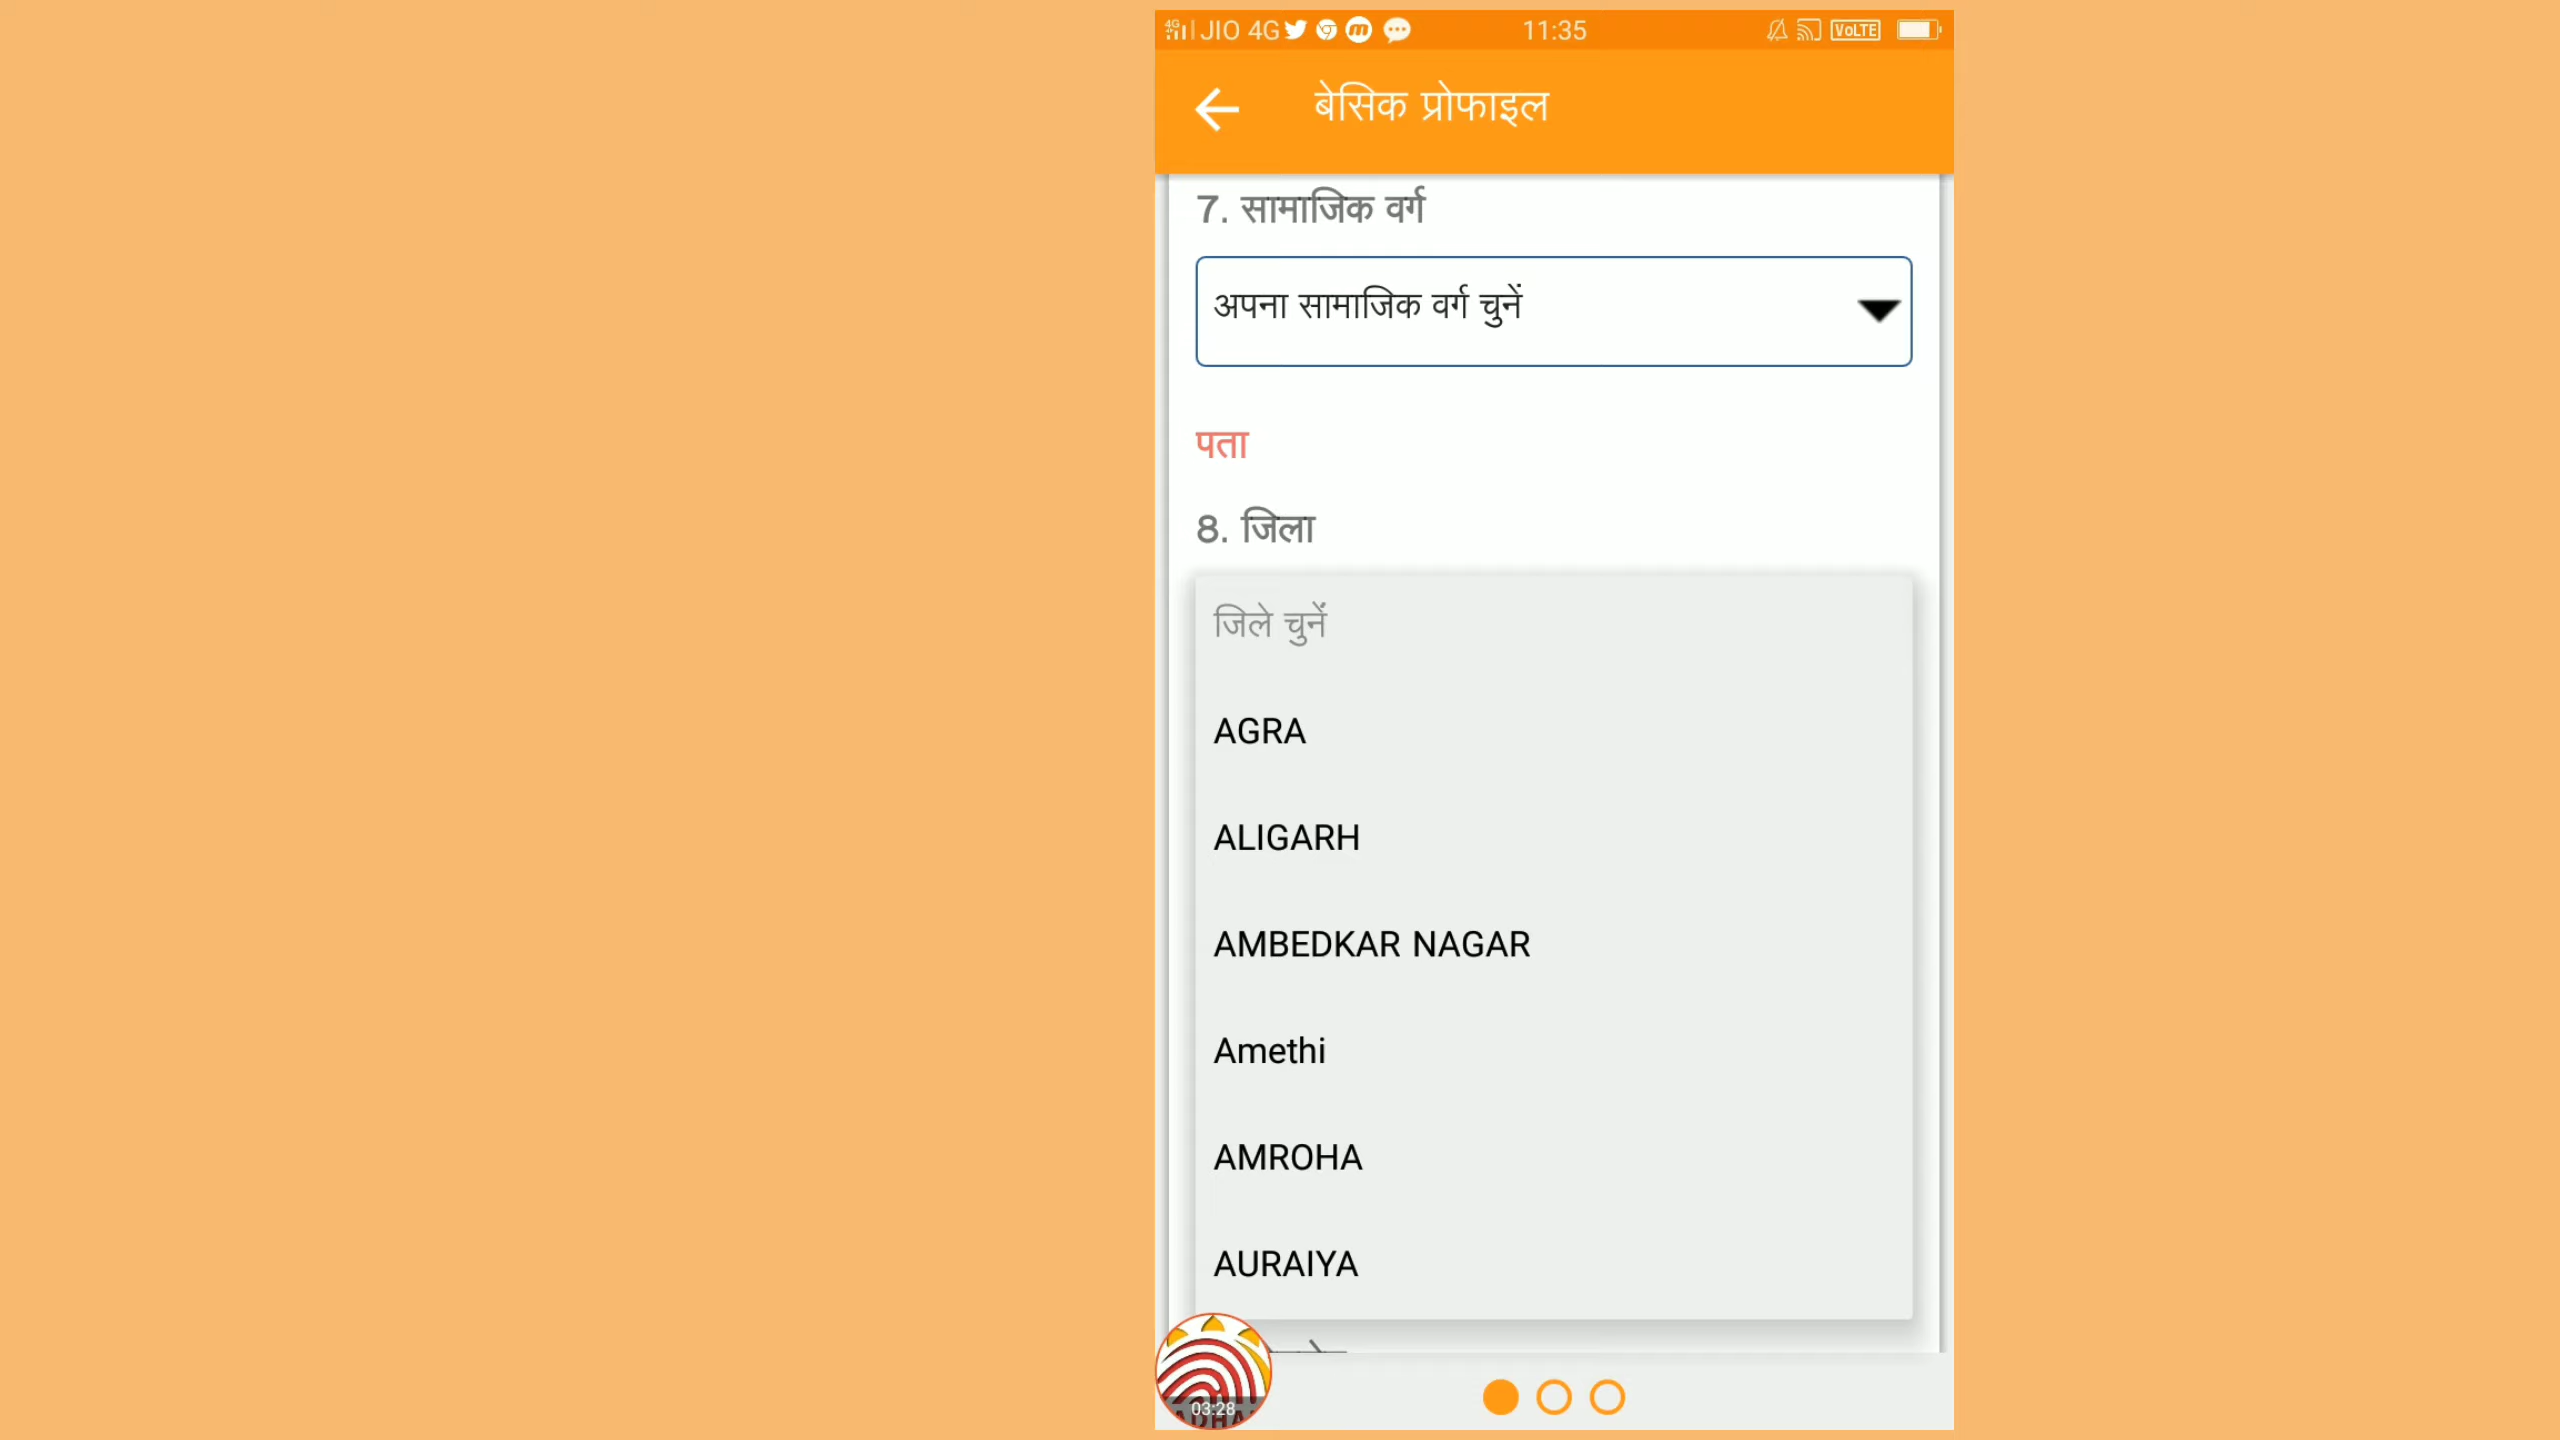 JIO 4G 11:35 VoLTE
बेसिक प्रोफाइल
7. सामाजिक वर्ग
अपना सामाजिक वर्ग चुनें
पता
8. जिला
जिले चुनें
AGRA
ALIGARH
AMBEDKAR NAGAR
Amethi
AMROHA
AURAIYA
03:28